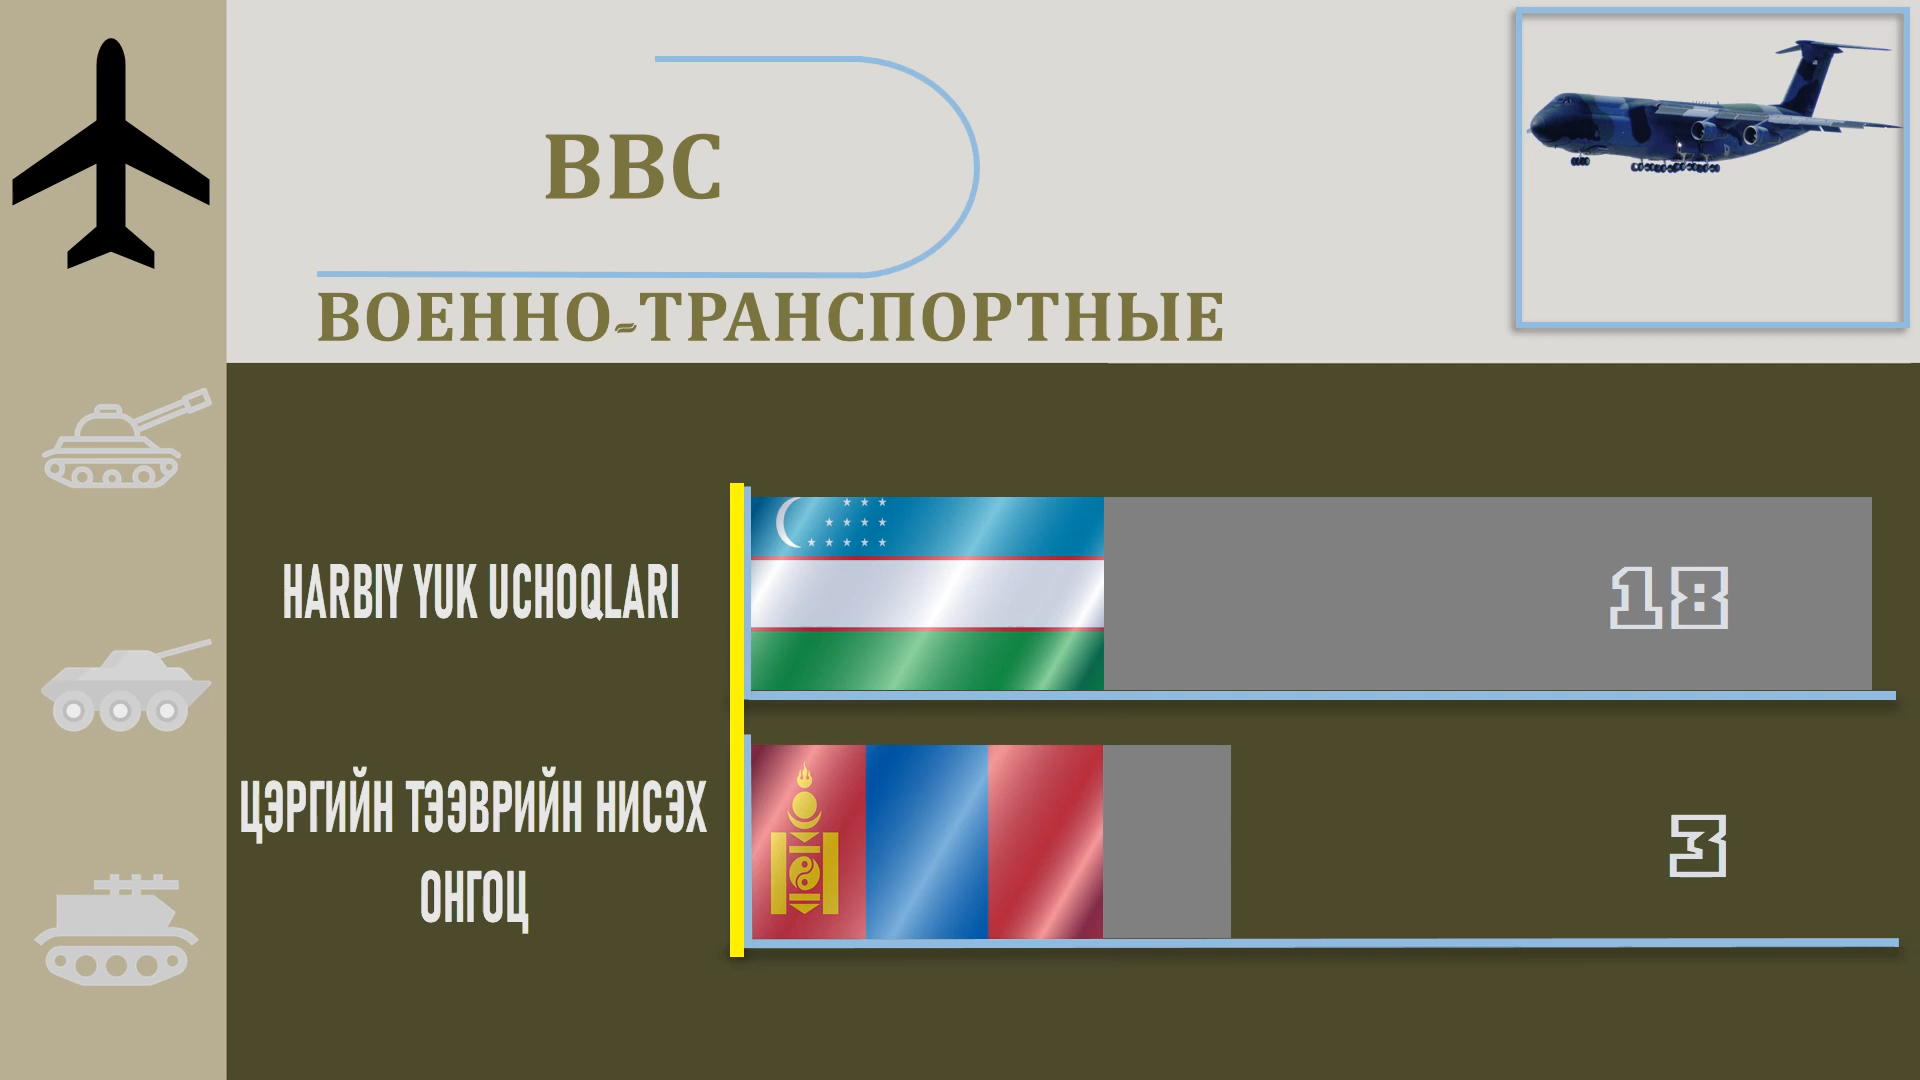 ВВС
ВОЕННО-ТРАНСПОРТНЫЕ
HARBIY YUK UCHOQLARI
18
ЦЭРГИЙН ТЭЭВРИЙН НИСЭХ
ОНГОЦ
3